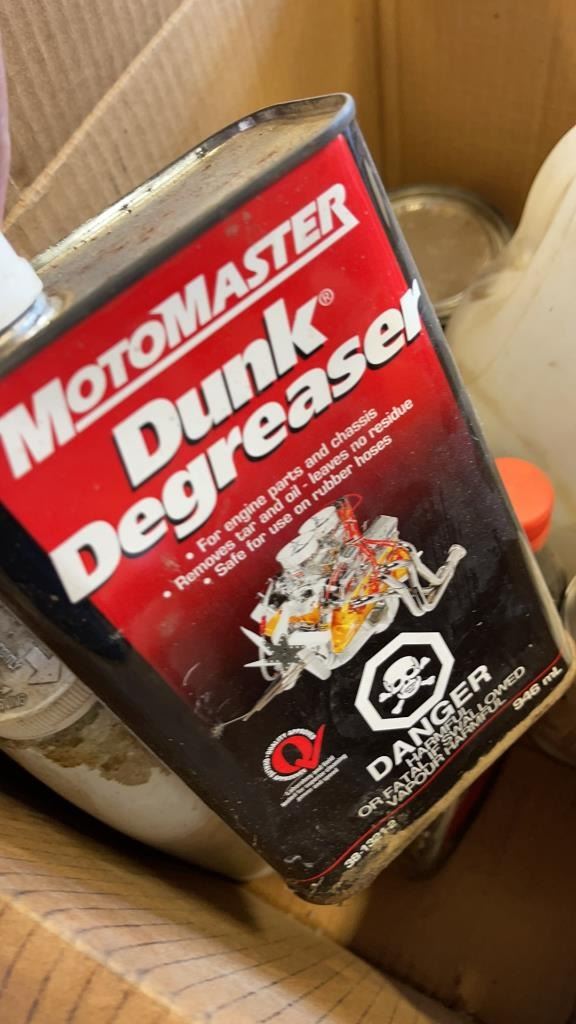 MOTOMASTER
Dunk®
Degreaser
• For engine parts and chassis
• Removes tar and oil - leaves no residue
• Safe for use on rubber hoses
DANGER
HARMFUL
OR FATAL IF SWALLOWED
VAPOUR HARMFUL
946 mL
Q